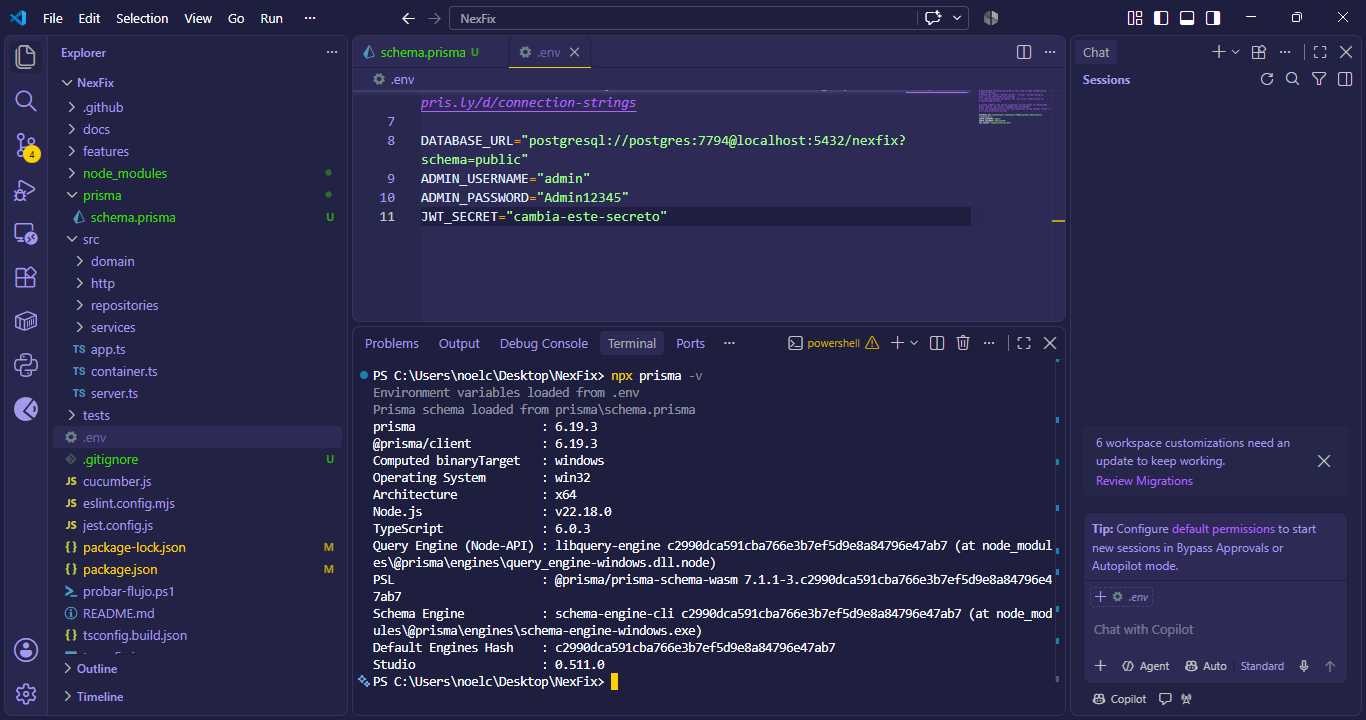 File Edit Selection View Go Run ···
NexFix
Explorer
NexFix
.github
docs
features
node_modules
prisma
schema.prisma U
src
domain
http
repositories
services
TS app.ts
TS container.ts
TS server.ts
tests
.env
.gitignore U
JS cucumber.js
JS eslint.config.mjs
JS jest.config.js
{} package-lock.json M
{} package.json M
probar-flujo.ps1
README.md
{} tsconfig.build.json
Outline
Timeline
4
schema.prisma U
.env
.env
pris.ly/d/connection-strings
7
8 DATABASE_URL="postgresql://postgres:7794@localhost:5432/nexfix?
schema=public"
9 ADMIN_USERNAME="admin"
10 ADMIN_PASSWORD="Admin12345"
11 JWT_SECRET="cambia-este-secreto"
Problems Output Debug Console Terminal Ports ···
powershell
PS C:\Users\noelc\Desktop\NexFix> npx prisma -v
Environment variables loaded from .env
Prisma schema loaded from prisma\schema.prisma
prisma : 6.19.3
@prisma/client : 6.19.3
Computed binaryTarget : windows
Operating System : win32
Architecture : x64
Node.js : v22.18.0
TypeScript : 6.0.3
Query Engine (Node-API) : libquery-engine c2990dca591cba766e3b7ef5d9e8a84796e47ab7 (at node_modul
es\@prisma\engines\query_engine-windows.dll.node)
PSL : @prisma/prisma-schema-wasm 7.1.1-3.c2990dca591cba766e3b7ef5d9e8a84796e4
7ab7
Schema Engine : schema-engine-cli c2990dca591cba766e3b7ef5d9e8a84796e47ab7 (at node_mod
ules\@prisma\engines\schema-engine-windows.exe)
Default Engines Hash : c2990dca591cba766e3b7ef5d9e8a84796e47ab7
Studio : 0.511.0
PS C:\Users\noelc\Desktop\NexFix>
Chat
Sessions
6 workspace customizations need an
update to keep working.
Review Migrations
Tip: Configure default permissions to start
new sessions in Bypass Approvals or
Autopilot mode.
.env
Chat with Copilot
Agent Auto Standard
Copilot